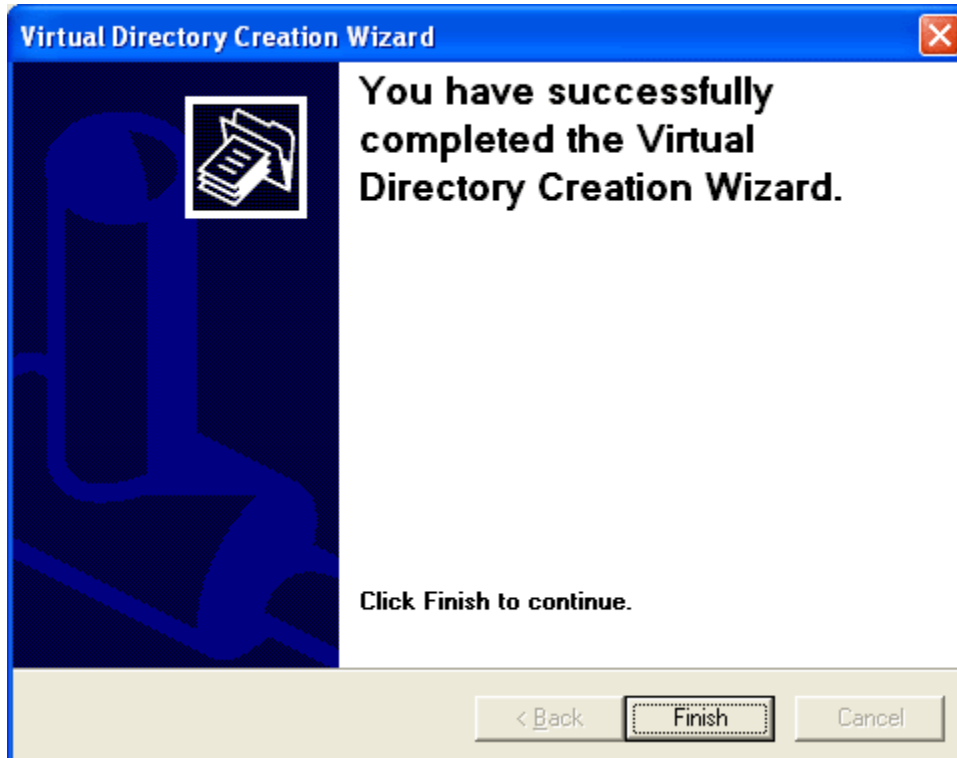 Virtual Directory Creation Wizard
You have successfully
completed the Virtual
Directory Creation Wizard.
Click Finish to continue.
< Back Finish Cancel